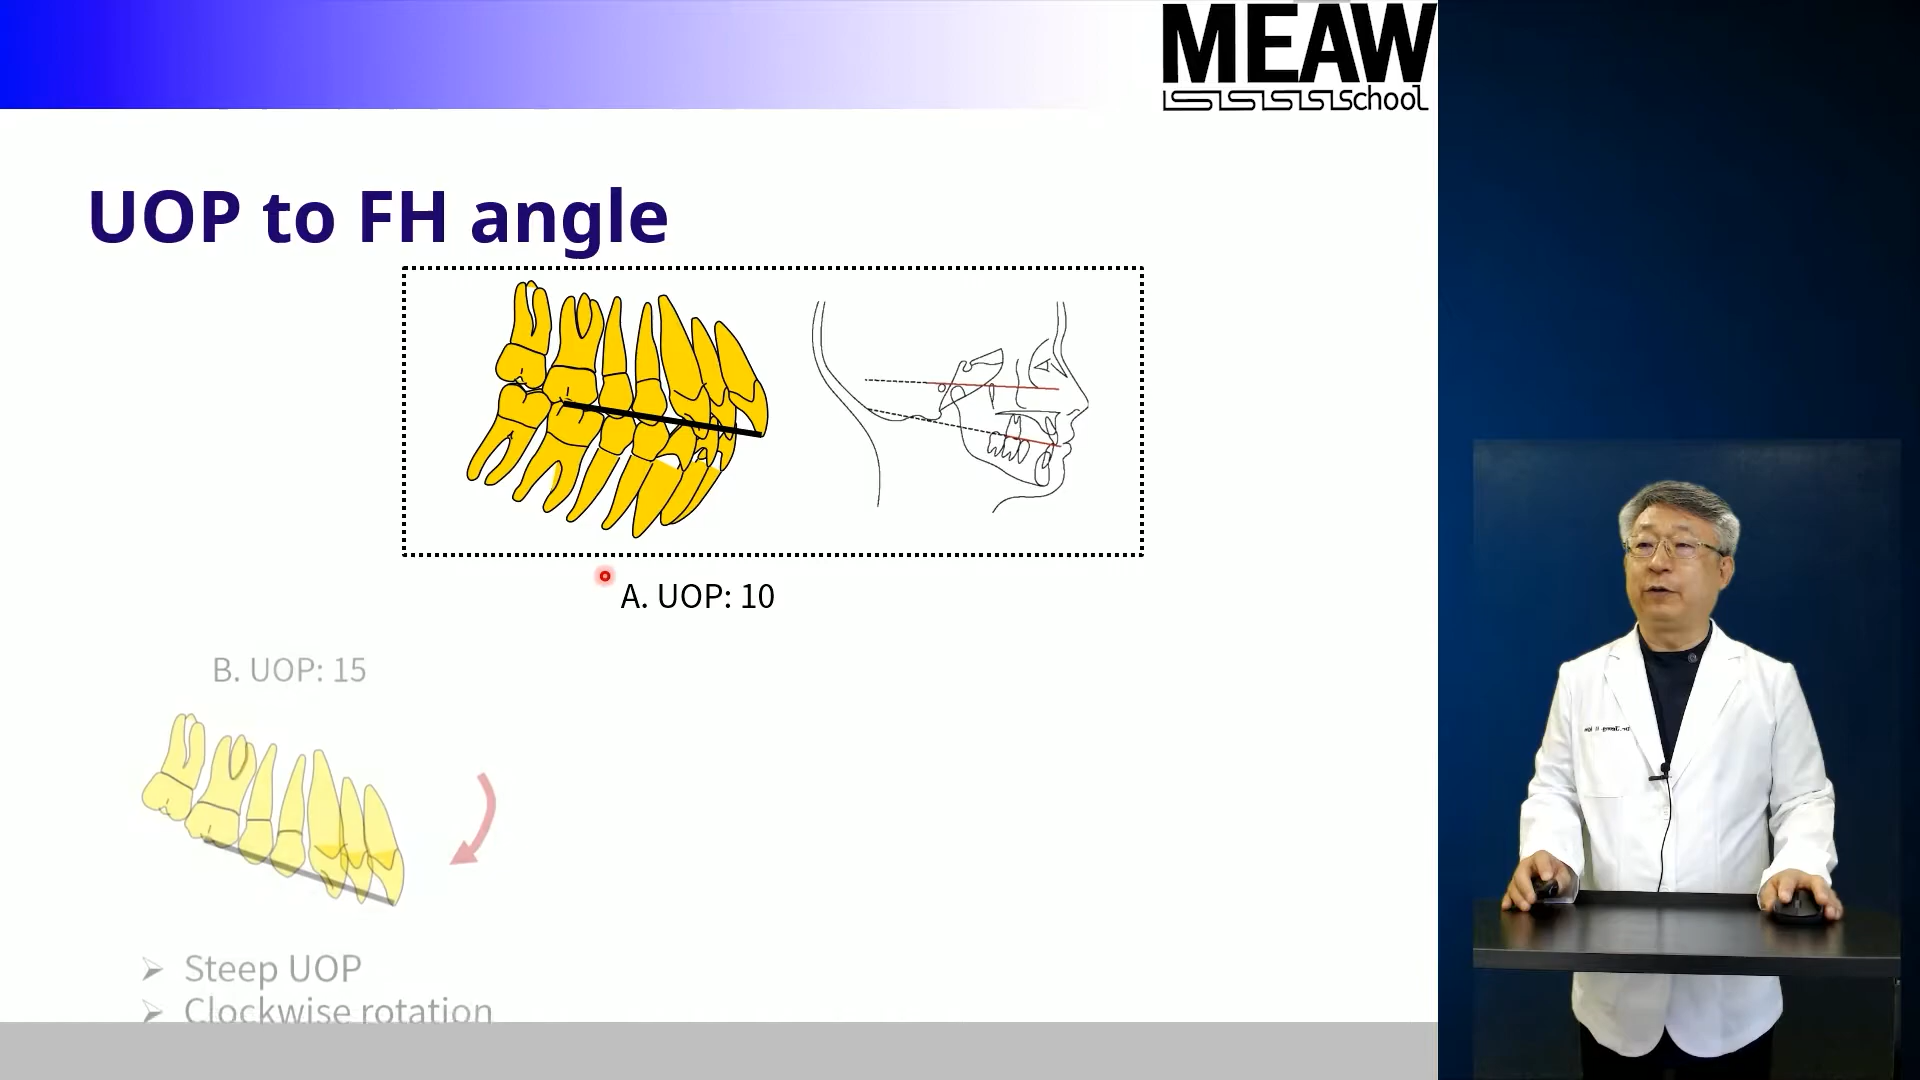 MEAW
School
UOP to FH angle
A. UOP: 10
B. UOP: 15
➢ Steep UOP
➢ Clockwise rotation